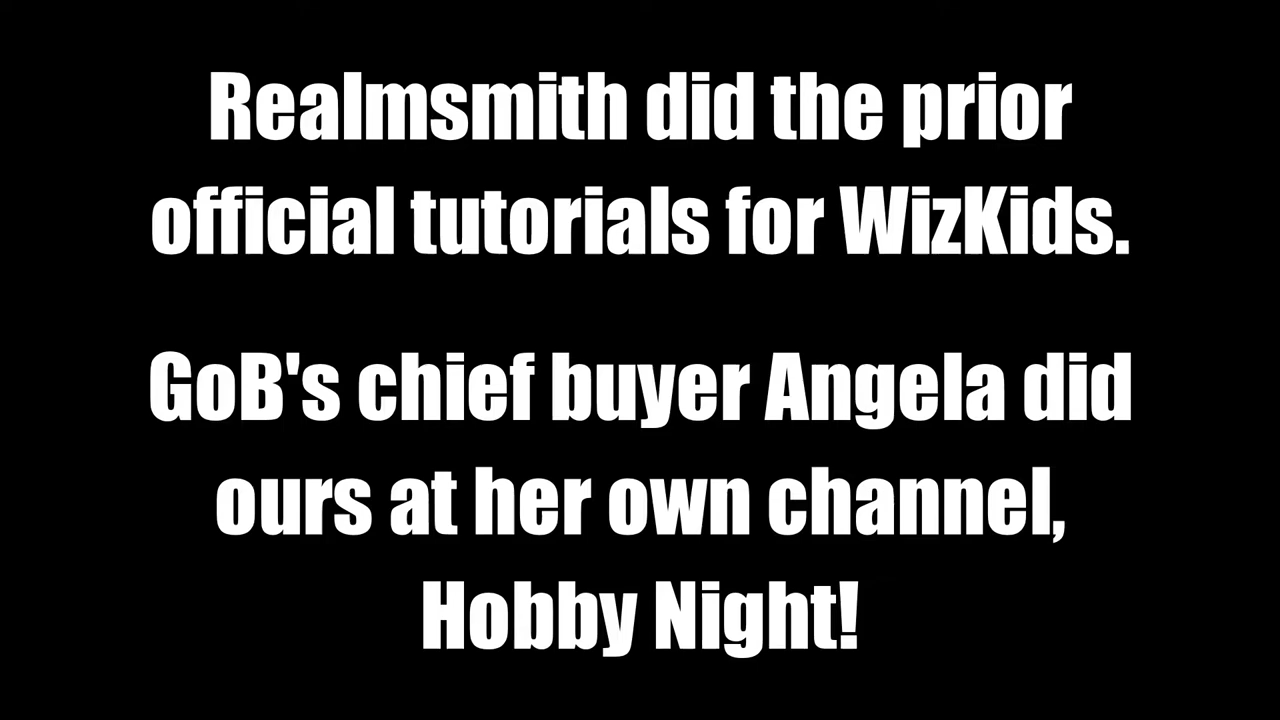 Realmsmith did the prior
official tutorials for WizKids.
GoB's chief buyer Angela did
ours at her own channel,
Hobby Night!